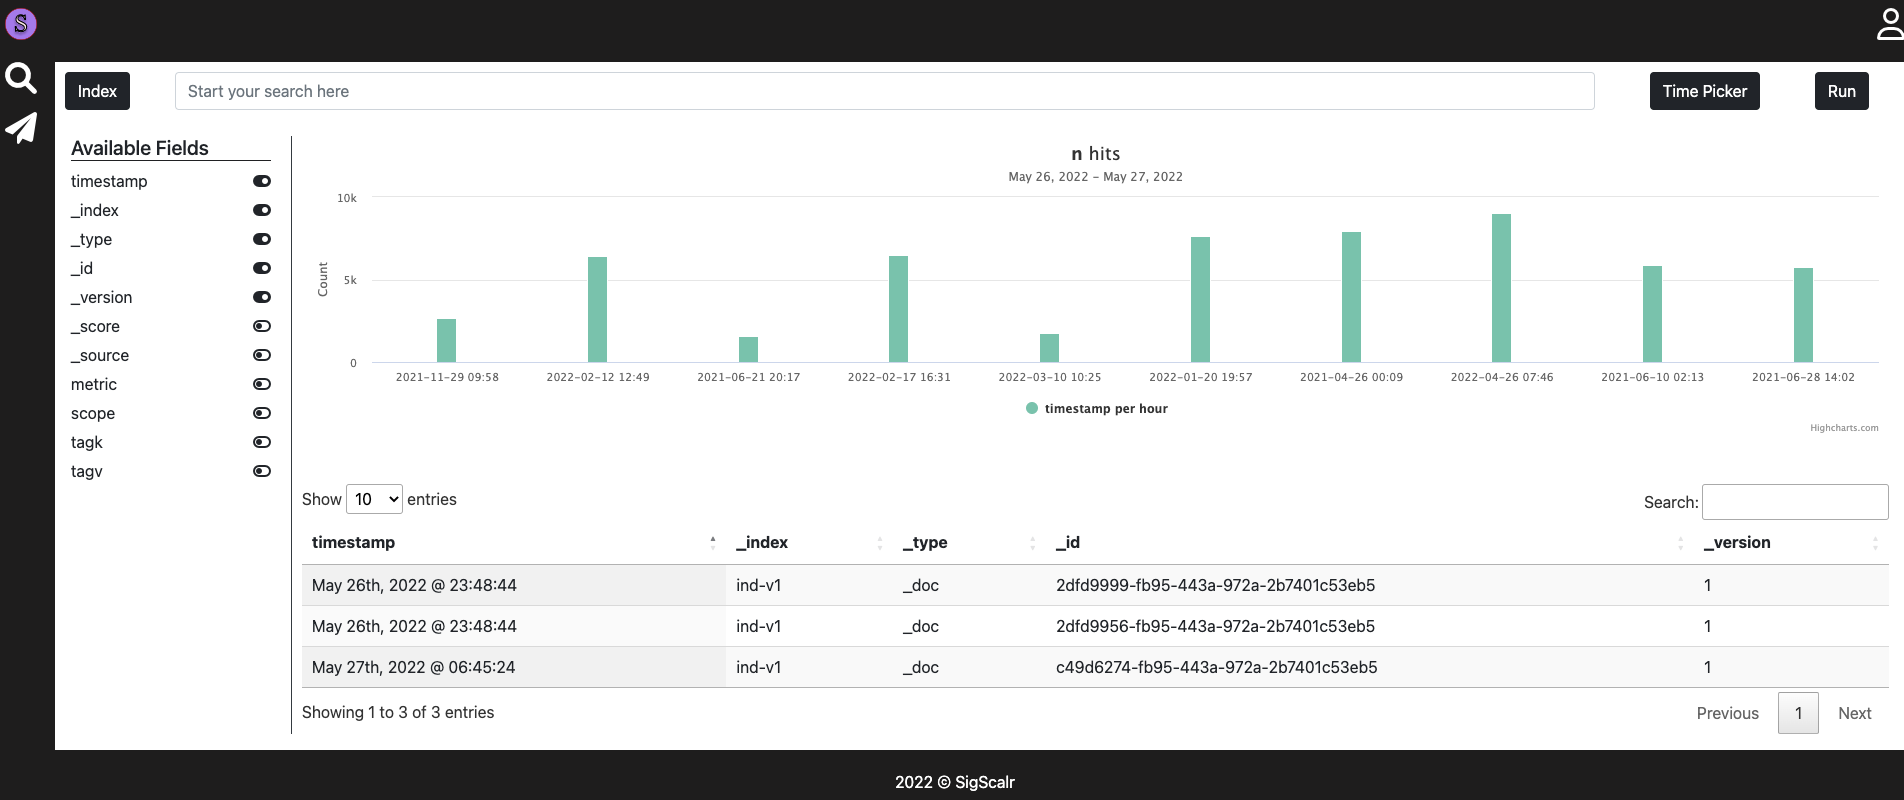 S
Index
Start your search here
Time Picker
Run
Available Fields
timestamp
_index
_type
_id
_version
_score
_source
metric
scope
tagk
tagv
n hits
May 26, 2022 – May 27, 2022
Count
10k
5k
0
2021-11-29 09:58 2022-02-12 12:49 2021-06-21 20:17 2022-02-17 16:31 2022-03-10 10:25 2022-01-20 19:57 2021-04-26 00:09 2022-04-26 07:46 2021-06-10 02:13 2021-06-28 14:02
timestamp per hour
Highcharts.com
Show 10 entries
Search:
timestamp _index _type _id _version
May 26th, 2022 @ 23:48:44 ind-v1 _doc 2dfd9999-fb95-443a-972a-2b7401c53eb5 1
May 26th, 2022 @ 23:48:44 ind-v1 _doc 2dfd9956-fb95-443a-972a-2b7401c53eb5 1
May 27th, 2022 @ 06:45:24 ind-v1 _doc c49d6274-fb95-443a-972a-2b7401c53eb5 1
Showing 1 to 3 of 3 entries
Previous 1 Next
2022 © SigScalr